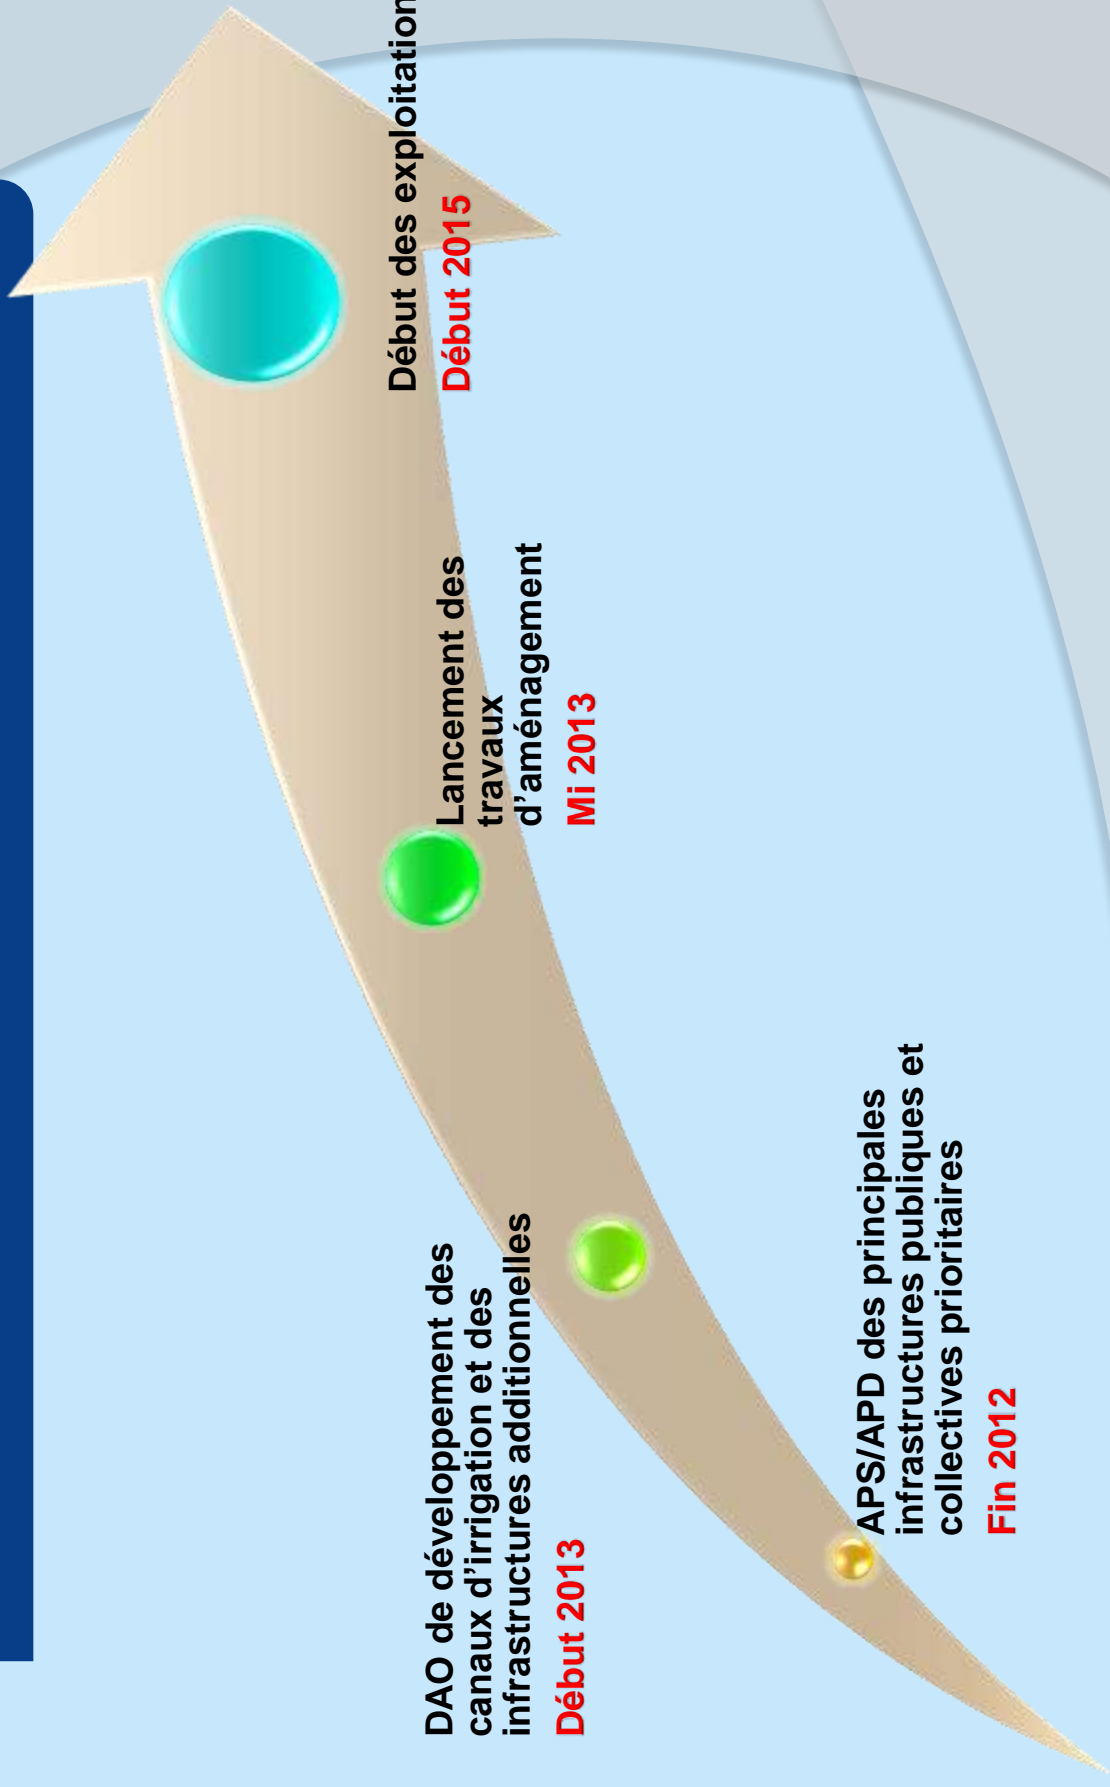 DAO de développement des
canaux d’irrigation et des
infrastructures additionnelles
Début 2013
APS/APD des principales
infrastructures publiques et
collectives prioritaires
Fin 2012
Lancement des
travaux
d’aménagement
Mi 2013
Début des exploitation
Début 2015